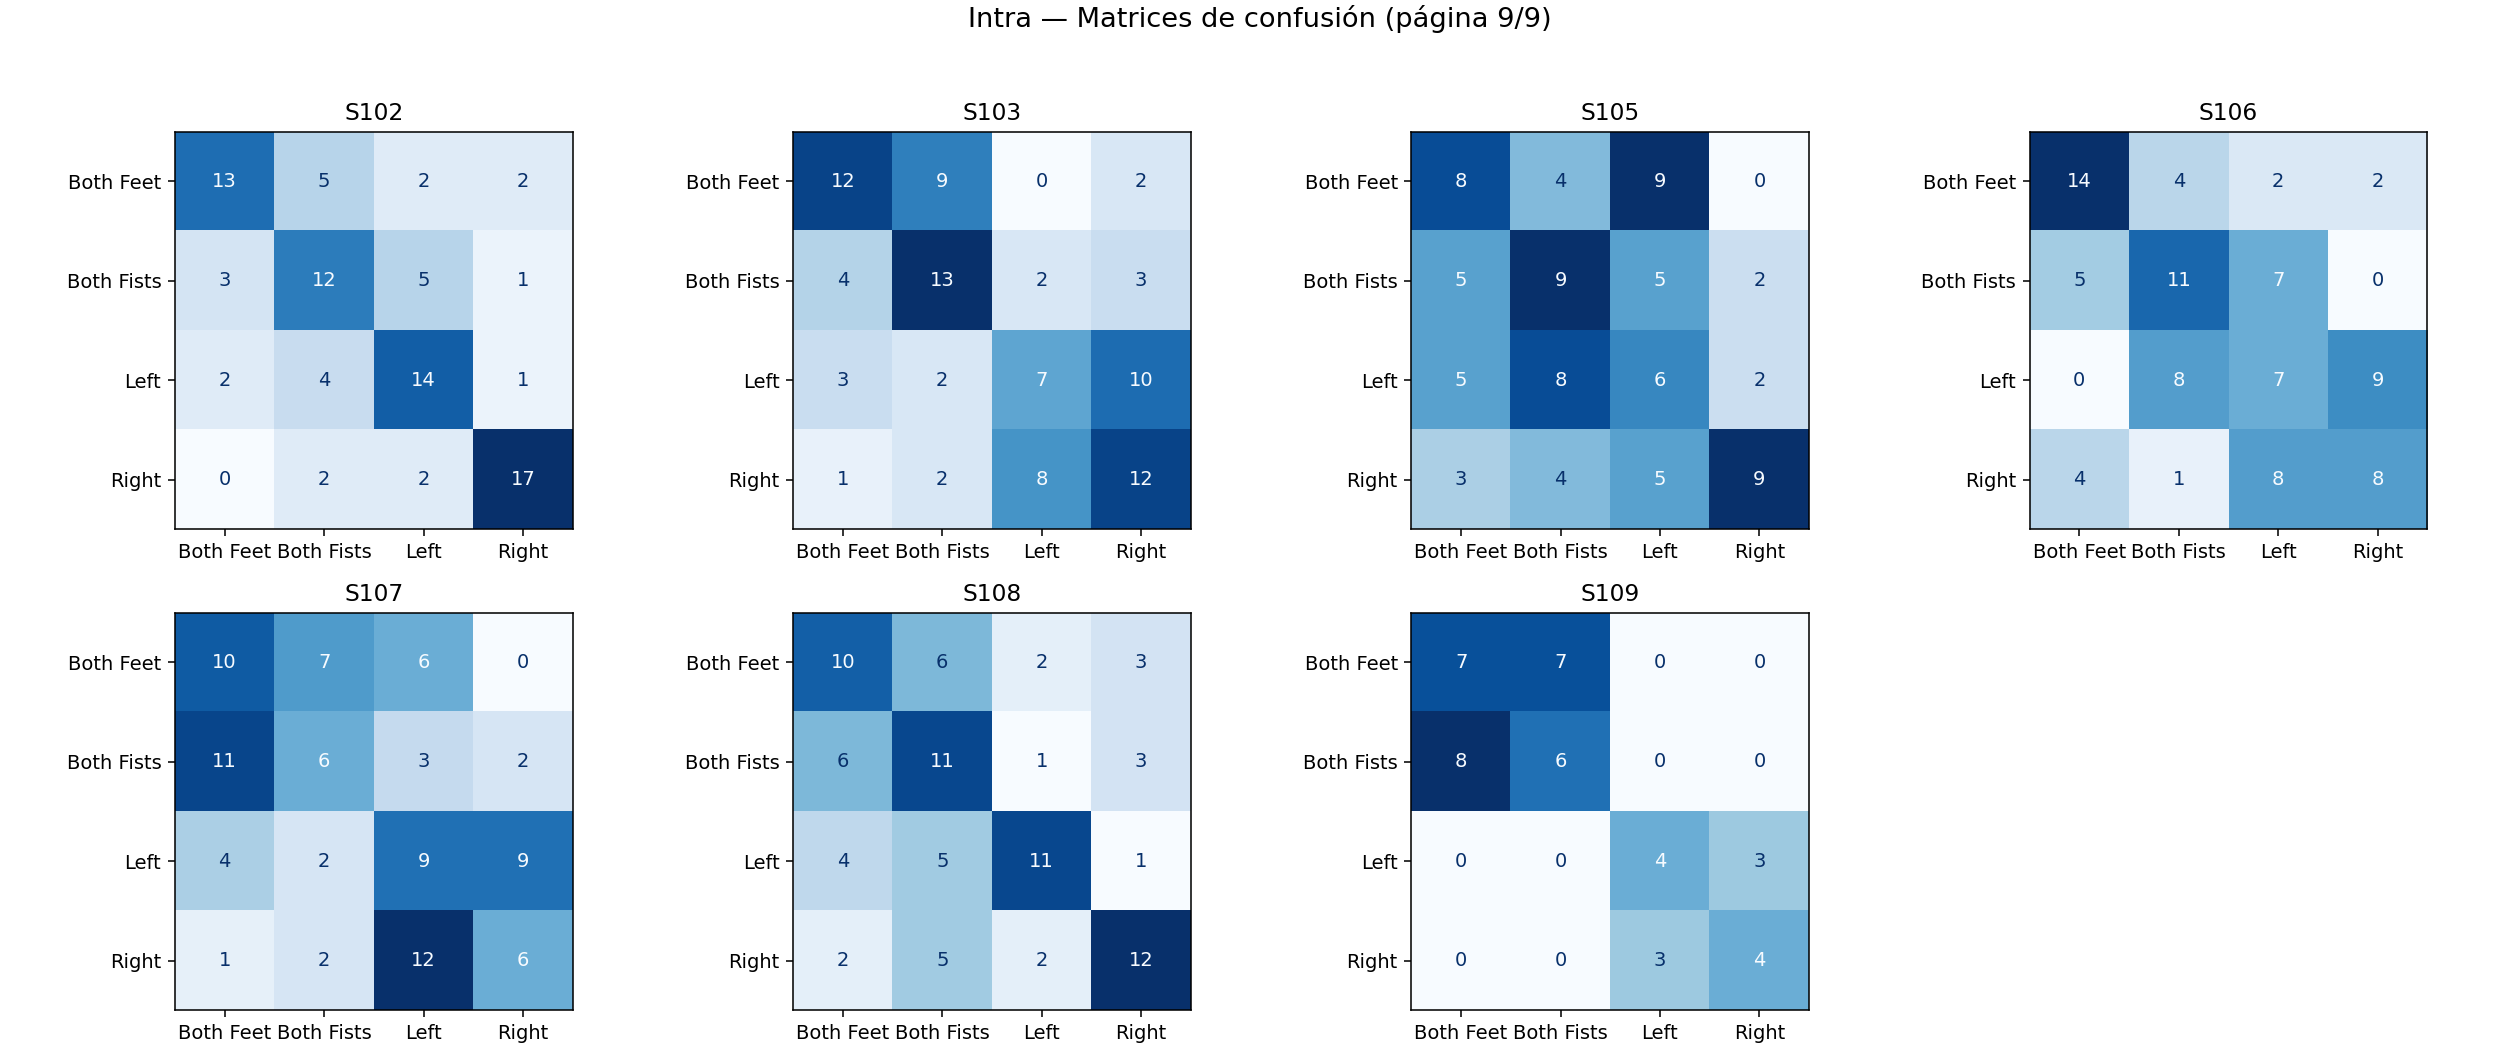 Intra — Matrices de confusión (página 9/9)
S102 S103 S105 S106
Both Feet 13 5 2 2 Both Feet 12 9 0 2 Both Feet 8 4 9 0 Both Feet 14 4 2 2
Both Fists 3 12 5 1 Both Fists 4 13 2 3 Both Fists 5 9 5 2 Both Fists 5 11 7 0
Left 2 4 14 1 Left 3 2 7 10 Left 5 8 6 2 Left 0 8 7 9
Right 0 2 2 17 Right 1 2 8 12 Right 3 4 5 9 Right 4 1 8 8
Both Feet Both Fists Left Right Both Feet Both Fists Left Right Both Feet Both Fists Left Right Both Feet Both Fists Left Right
S107 S108 S109
Both Feet 10 7 6 0 Both Feet 10 6 2 3 Both Feet 7 7 0 0
Both Fists 11 6 3 2 Both Fists 6 11 1 3 Both Fists 8 6 0 0
Left 4 2 9 9 Left 4 5 11 1 Left 0 0 4 3
Right 1 2 12 6 Right 2 5 2 12 Right 0 0 3 4
Both Feet Both Fists Left Right Both Feet Both Fists Left Right Both Feet Both Fists Left Right